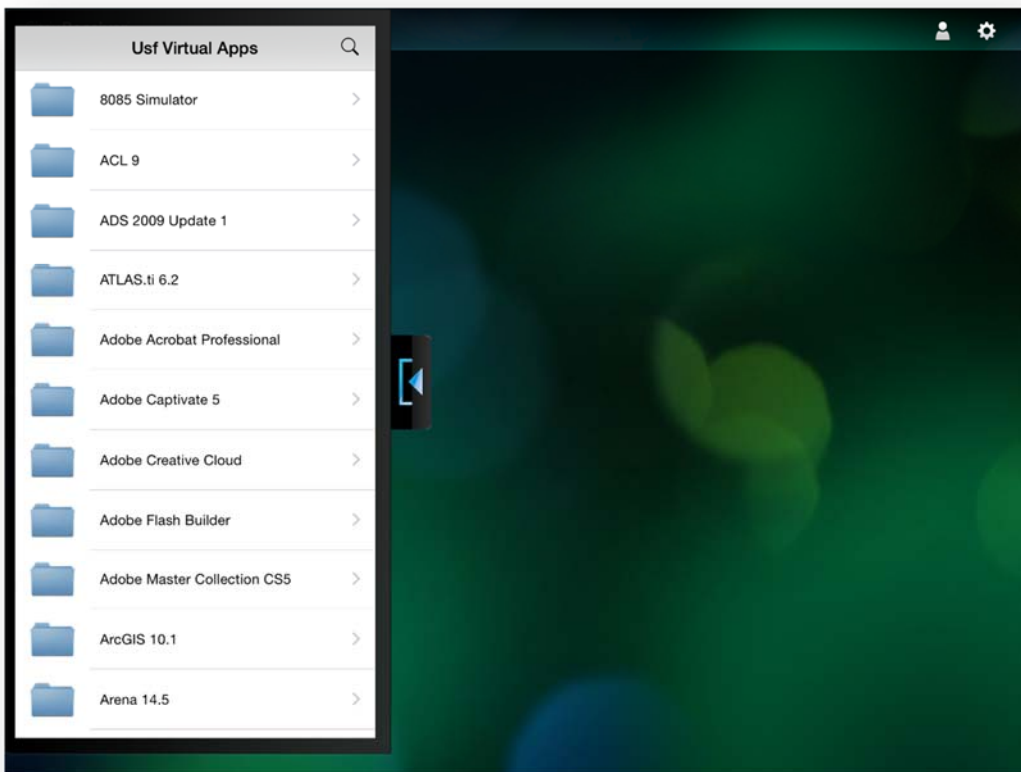 Usf Virtual Apps
8085 Simulator
ACL 9
ADS 2009 Update 1
ATLAS.ti 6.2
Adobe Acrobat Professional
Adobe Captivate 5
Adobe Creative Cloud
Adobe Flash Builder
Adobe Master Collection CS5
ArcGIS 10.1
Arena 14.5